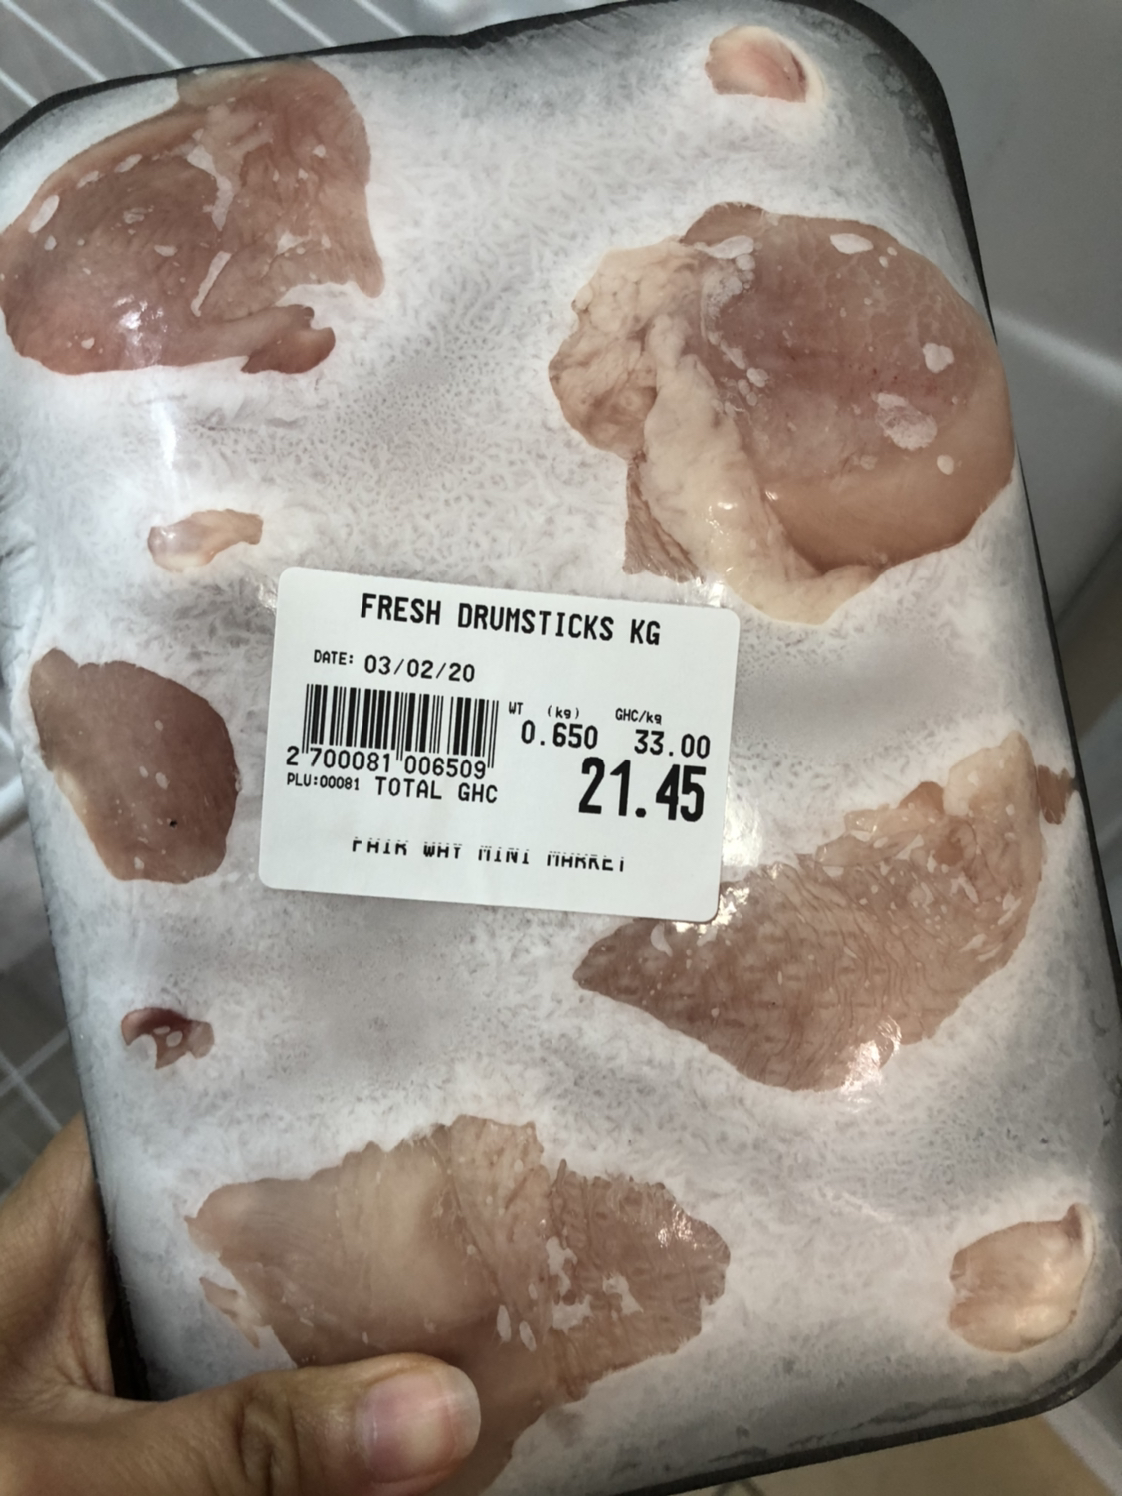 FRESH DRUMSTICKS KG
DATE: 03/02/20
WT (kg) GHC/kg
0.650 33.00
2 700081 006509
PLU:00081 TOTAL GHC 21.45
FAIR WAY MINI MARKET